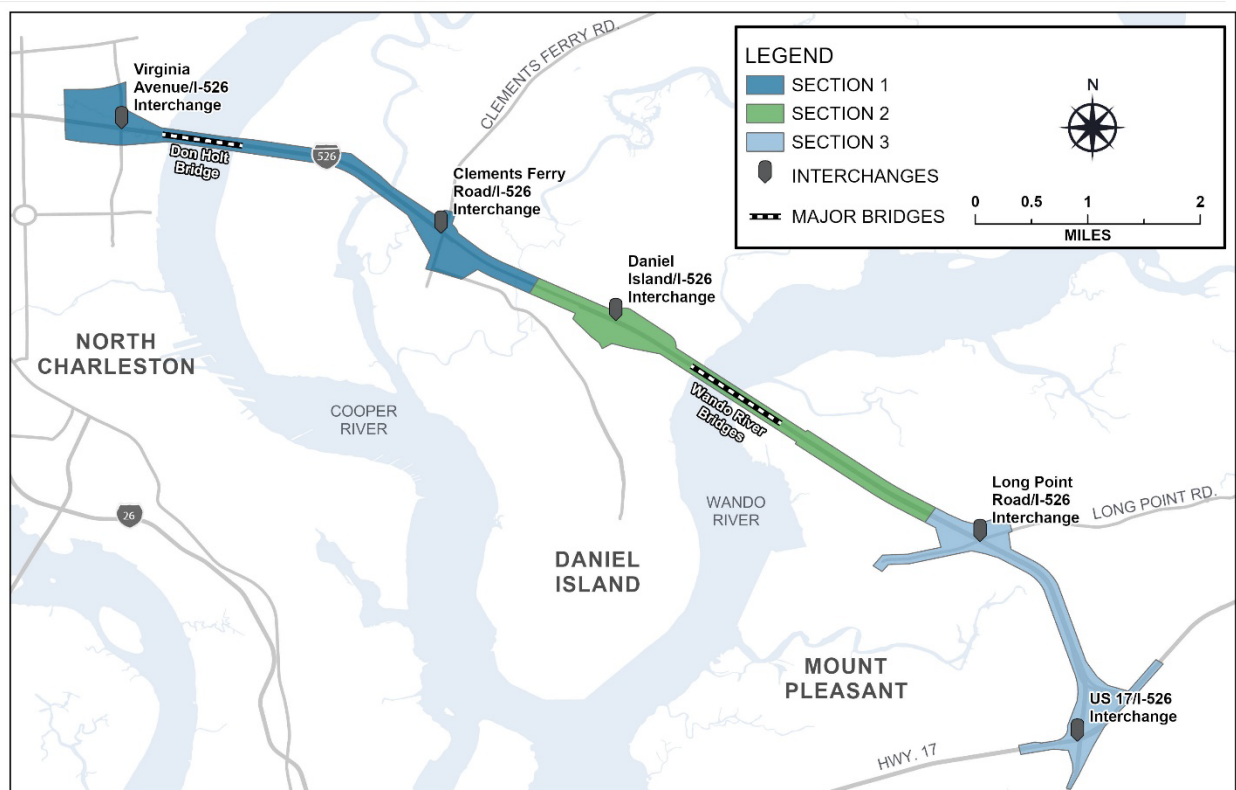 Virginia
Avenue/I-526
Interchange
Don Holt
Bridge
526
CLEMENTS FERRY RD.
Clements Ferry
Road/I-526
Interchange
Daniel
Island/I-526
Interchange
LEGEND
SECTION 1
SECTION 2
SECTION 3
INTERCHANGES
MAJOR BRIDGES
N
0 0.5 1 2
MILES
NORTH
CHARLESTON
COOPER
RIVER
Wando River
Bridges
WANDO
RIVER
26
DANIEL
ISLAND
Long Point
Road/I-526
Interchange
LONG POINT RD.
MOUNT
PLEASANT
US 17/I-526
Interchange
HWY. 17